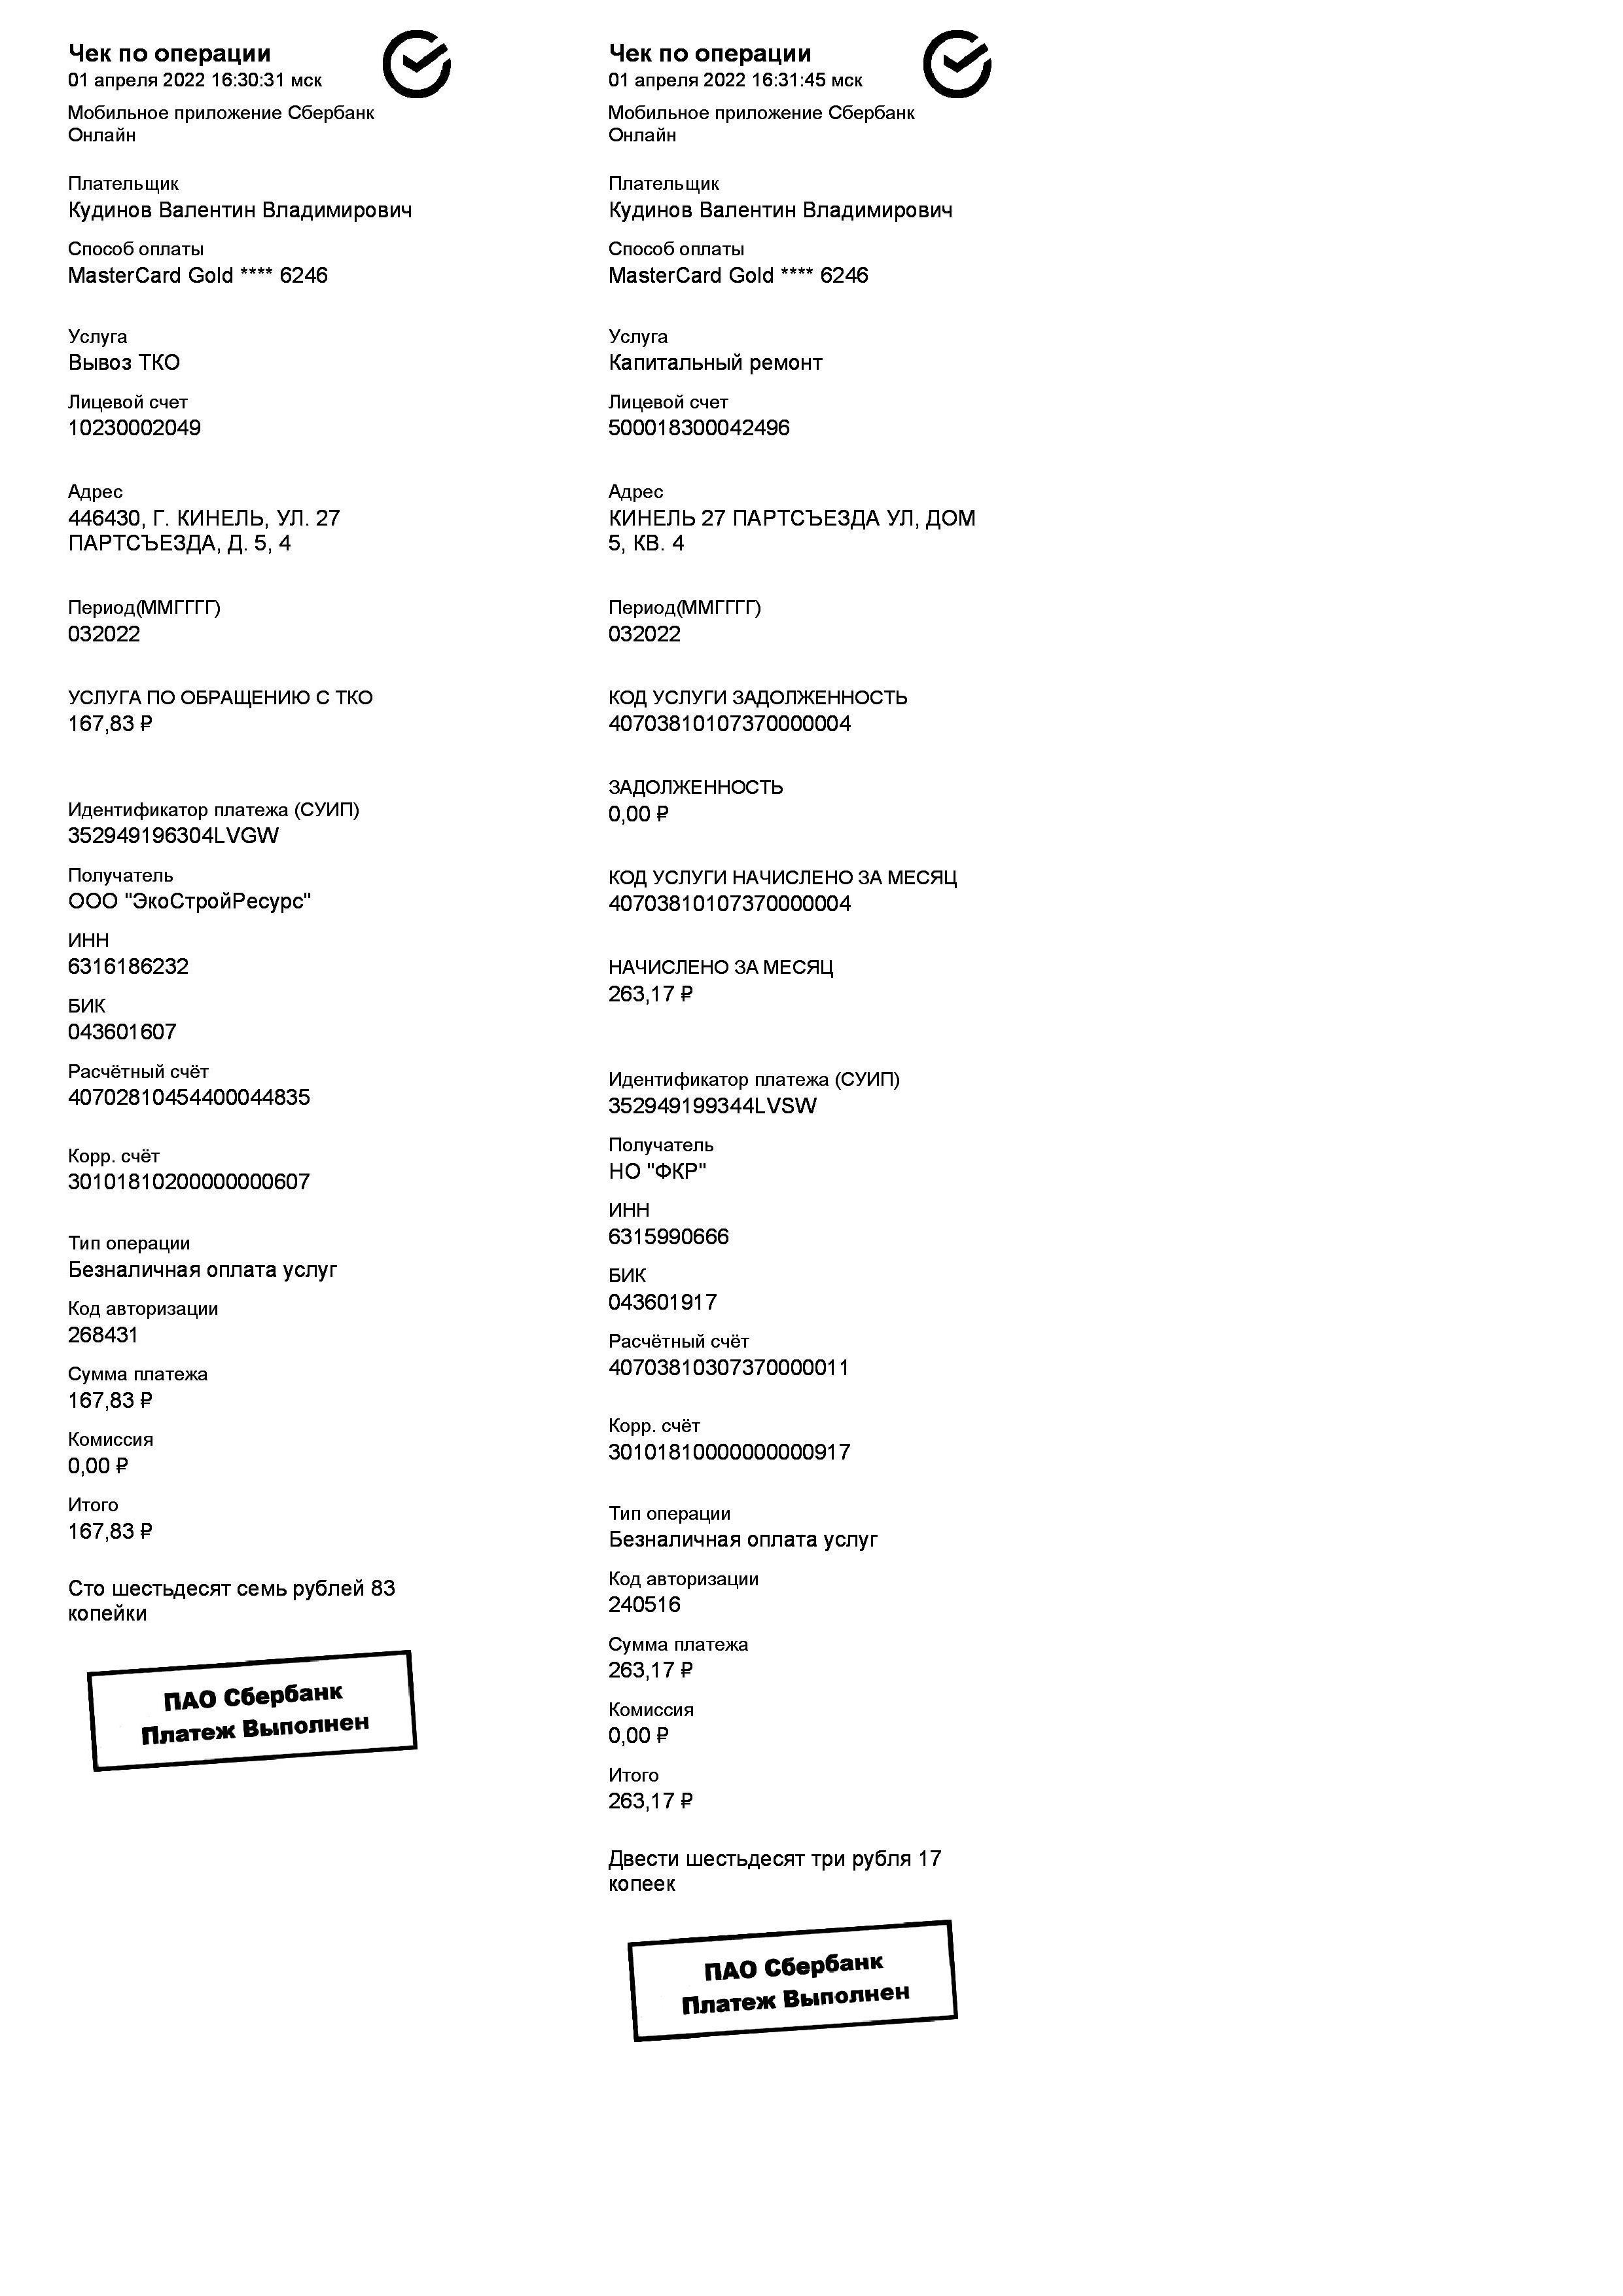 Чек по операции
01 апреля 2022 16:30:31 мск
Мобильное приложение Сбербанк
Онлайн
Плательщик
Кудинов Валентин Владимирович
Способ оплаты
MasterCard Gold **** 6246
Услуга
Вывоз ТКО
Лицевой счет
10230002049
Адрес
446430, Г. КИНЕЛЬ, УЛ. 27
ПАРТСЪЕЗДА, Д. 5, 4
Период(ММГГГГ)
032022
УСЛУГА ПО ОБРАЩЕНИЮ С ТКО
167,83 ₽
Идентификатор платежа (СУИП)
352949196304LVGW
Получатель
ООО "ЭкоСтройРесурс"
ИНН
6316186232
БИК
043601607
Расчётный счёт
40702810454400044835
Корр. счёт
30101810200000000607
Тип операции
Безналичная оплата услуг
Код авторизации
268431
Сумма платежа
167,83 ₽
Комиссия
0,00 ₽
Итого
167,83 ₽
Сто шестьдесят семь рублей 83
копейки
ПАО Сбербанк
Платеж Выполнен
Чек по операции
01 апреля 2022 16:31:45 мск
Мобильное приложение Сбербанк
Онлайн
Плательщик
Кудинов Валентин Владимирович
Способ оплаты
MasterCard Gold **** 6246
Услуга
Капитальный ремонт
Лицевой счет
500018300042496
Адрес
КИНЕЛЬ 27 ПАРТСЪЕЗДА УЛ, ДОМ
5, КВ. 4
Период(ММГГГГ)
032022
КОД УСЛУГИ ЗАДОЛЖЕННОСТЬ
40703810107370000004
ЗАДОЛЖЕННОСТЬ
0,00 ₽
КОД УСЛУГИ НАЧИСЛЕНО ЗА МЕСЯЦ
40703810107370000004
НАЧИСЛЕНО ЗА МЕСЯЦ
263,17 ₽
Идентификатор платежа (СУИП)
352949199344LVSW
Получатель
НО "ФКР"
ИНН
6315990666
БИК
043601917
Расчётный счёт
40703810307370000011
Корр. счёт
30101810000000000917
Тип операции
Безналичная оплата услуг
Код авторизации
240516
Сумма платежа
263,17 ₽
Комиссия
0,00 ₽
Итого
263,17 ₽
Двести шестьдесят три рубля 17
копеек
ПАО Сбербанк
Платеж Выполнен